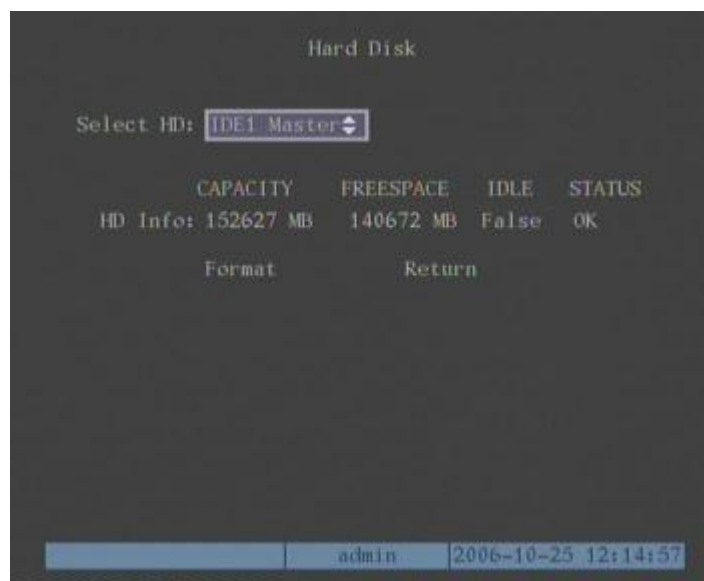 Hard Disk
Select HD: IDE1 Master
CAPACITY FREESPACE IDLE STATUS
HD Info: 152627 MB 140672 MB False OK
Format Return
admin 2006-10-25 12:14:57